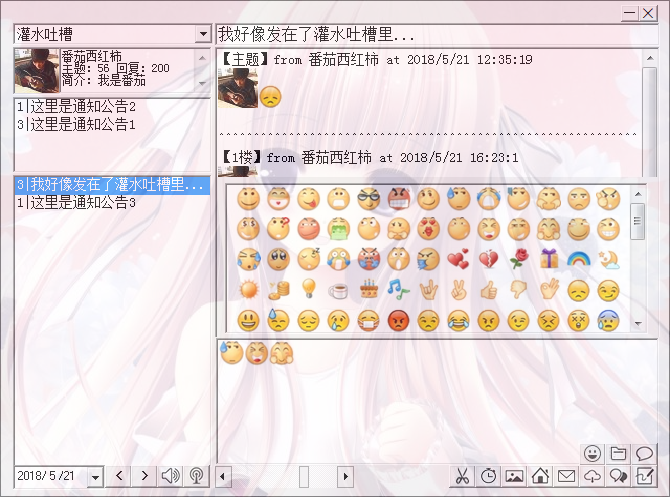 灌水吐槽
番茄西红柿
主题: 56 回复: 200
简介: 我是番茄
1|这里是通知公告2
3|这里是通知公告1
3|我好像发在了灌水吐槽里...
1|这里是通知公告3
2018/ 5 /21
我好像发在了灌水吐槽里...
【主题】from 番茄西红柿 at 2018/5/21 12:35:19
【1楼】from 番茄西红柿 at 2018/5/21 16:23:1